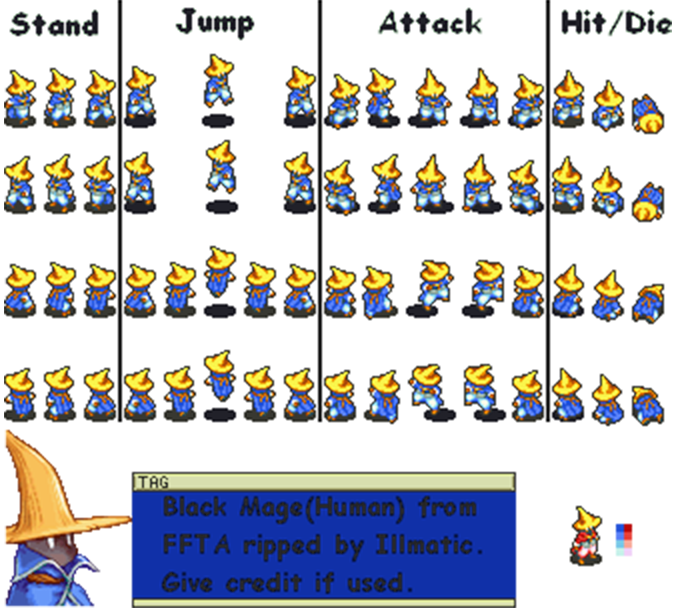 Stand Jump Attack Hit/Die
TAG
Black Mage(Human) from
FFTA ripped by Illmatic.
Give credit if used.